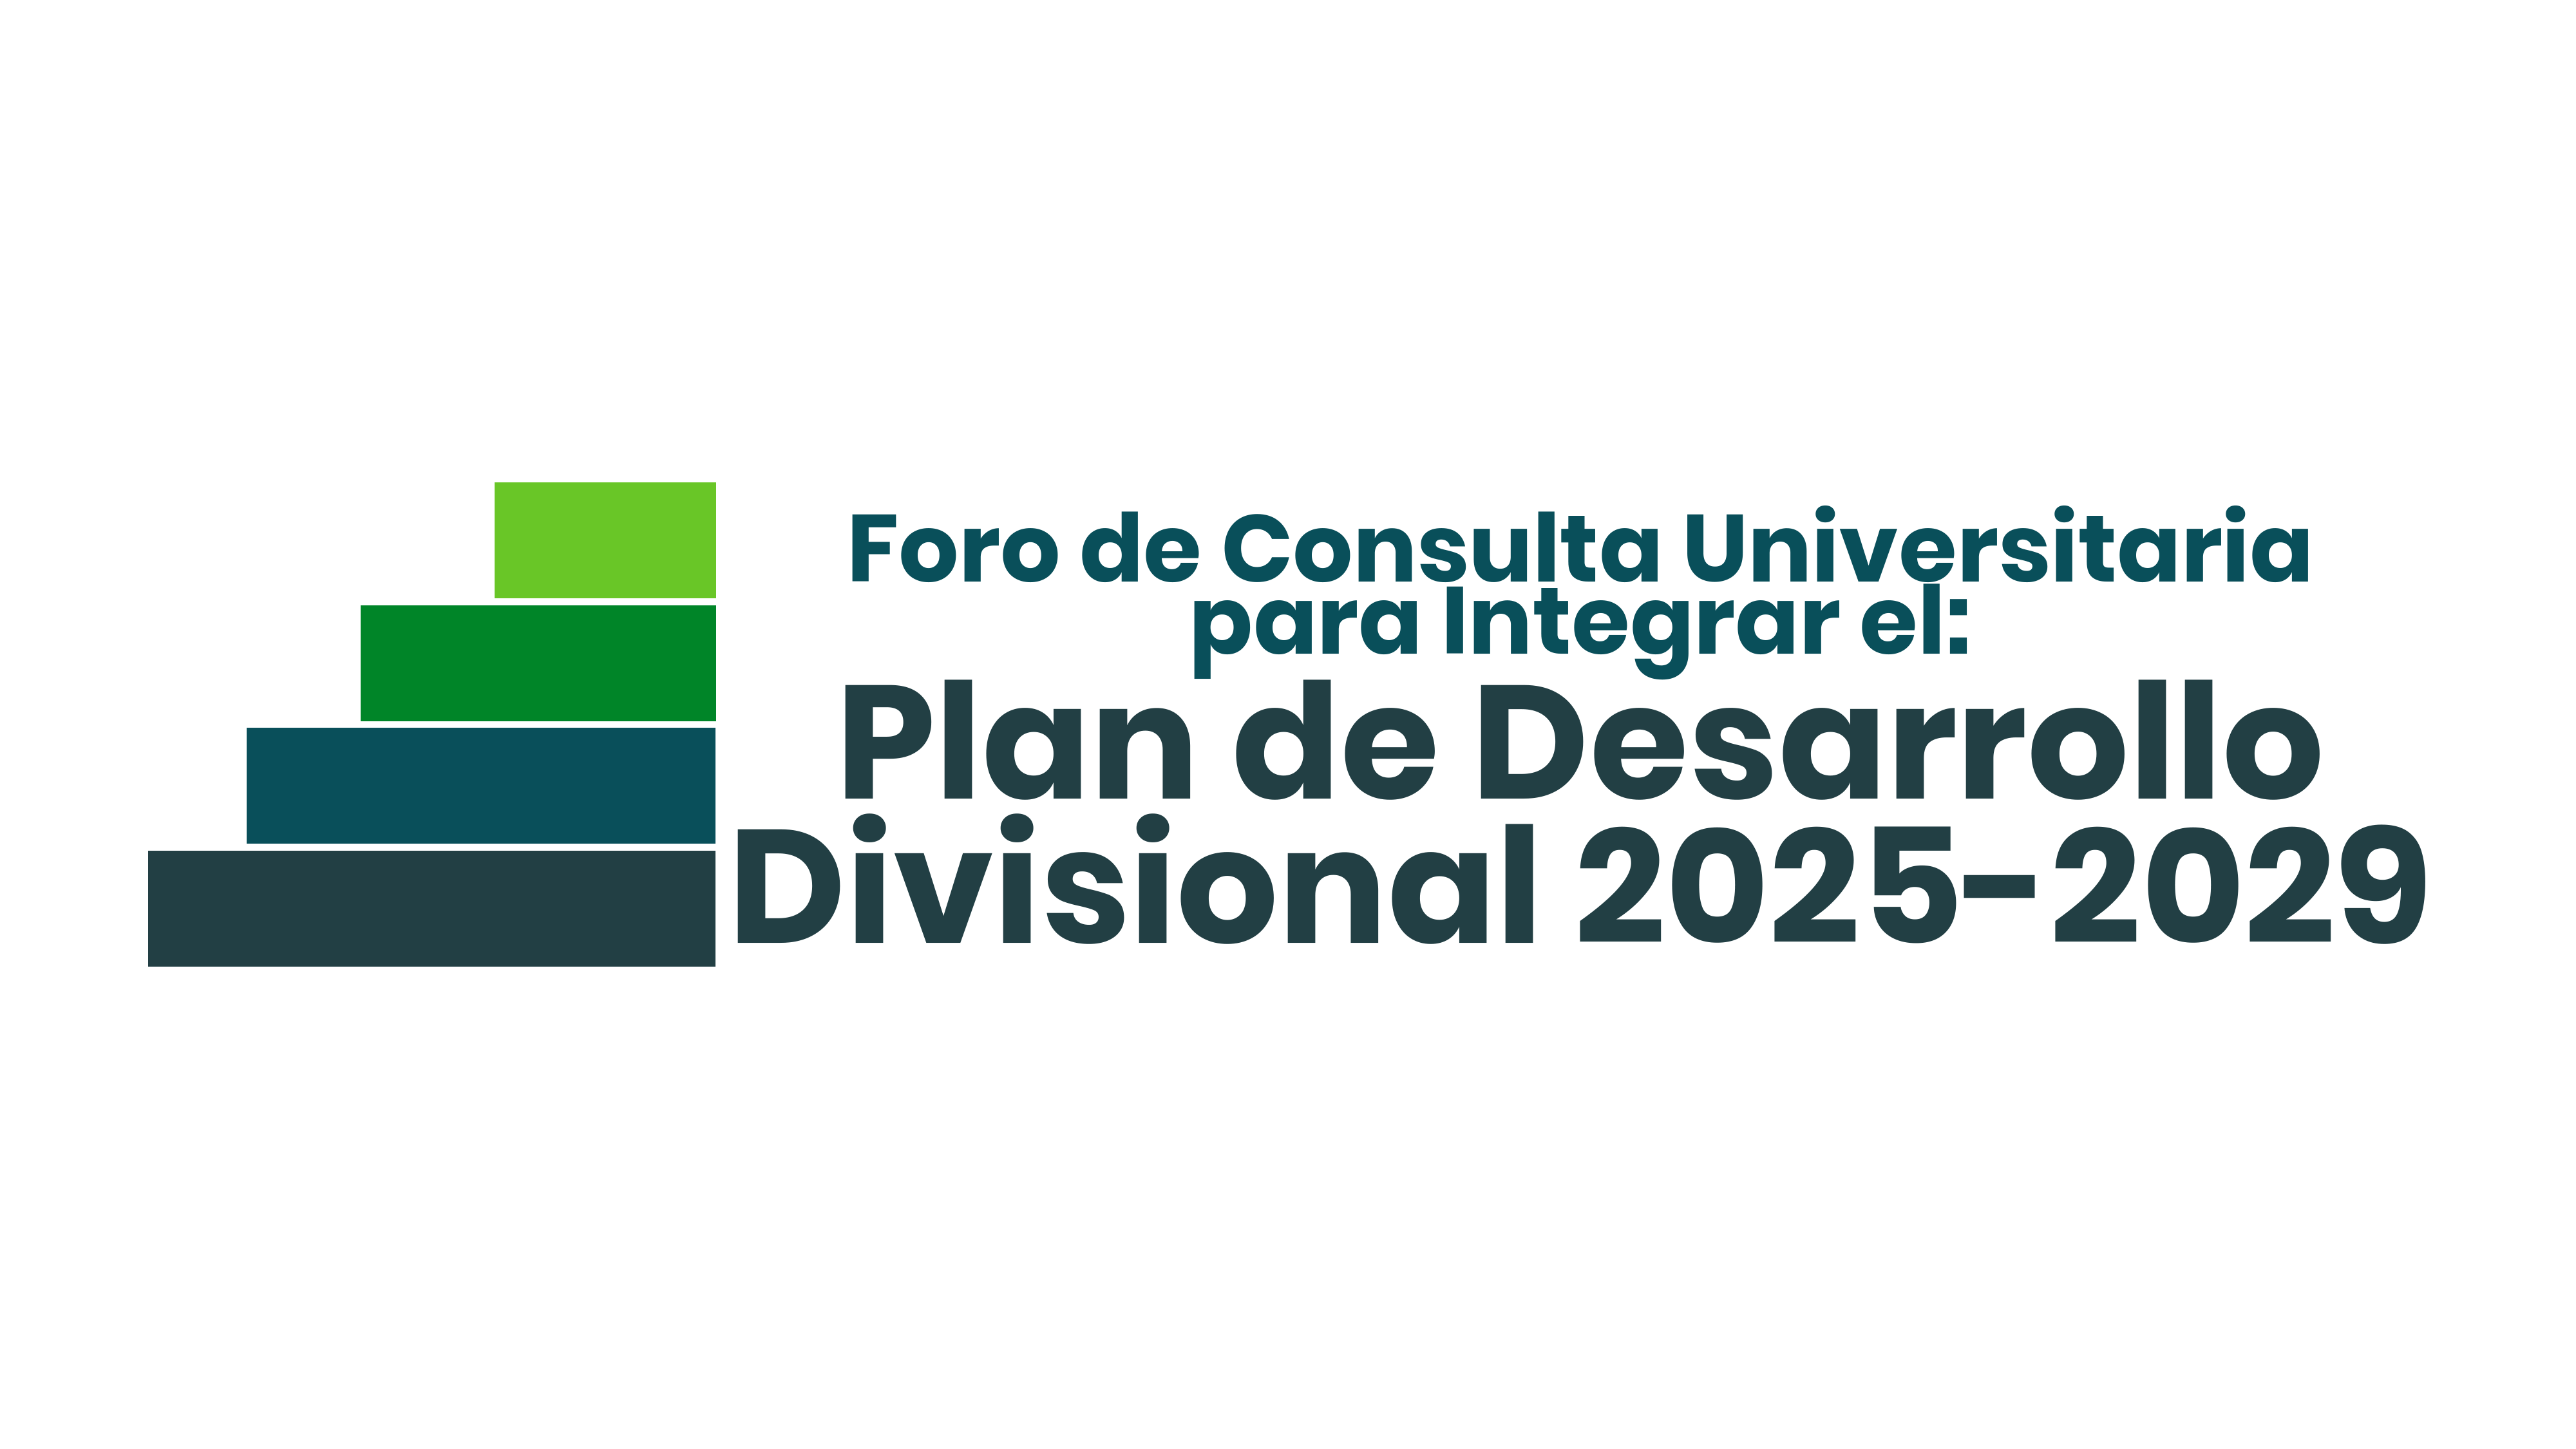 Foro de Consulta Universitaria
para Integrar el:
Plan de Desarrollo
Divisional 2025-2029